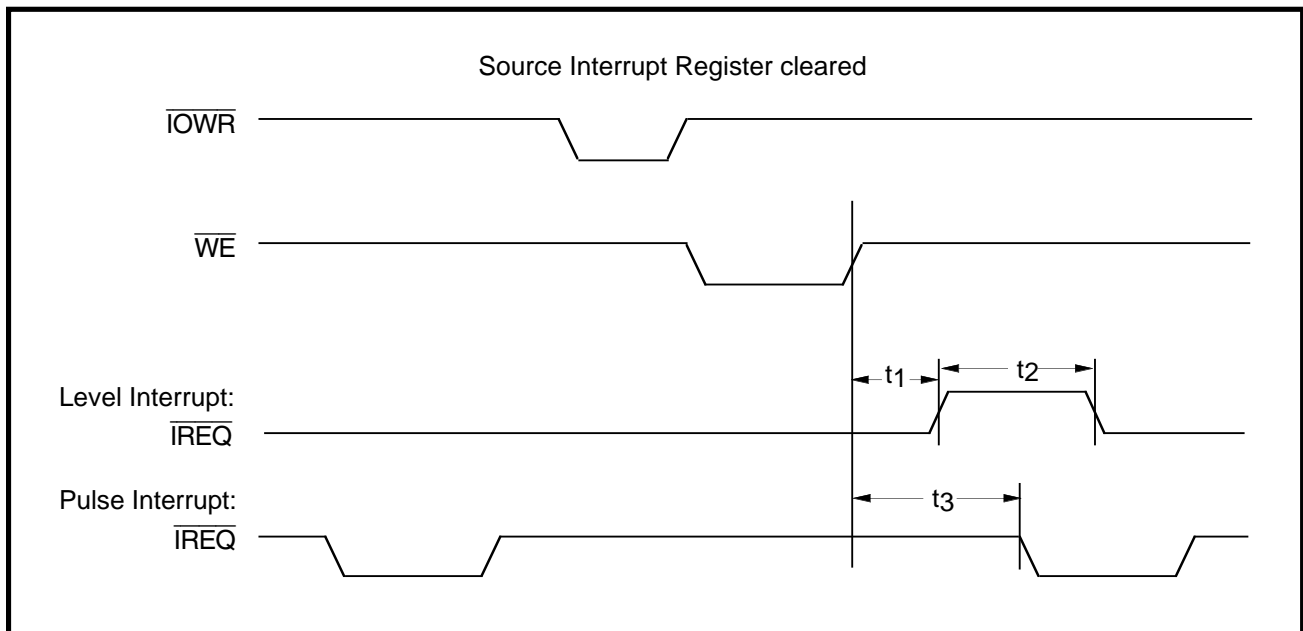 Source Interrupt Register cleared
IOWR
WE
t1
t2
Level Interrupt:
IREQ
Pulse Interrupt:
t3
IREQ